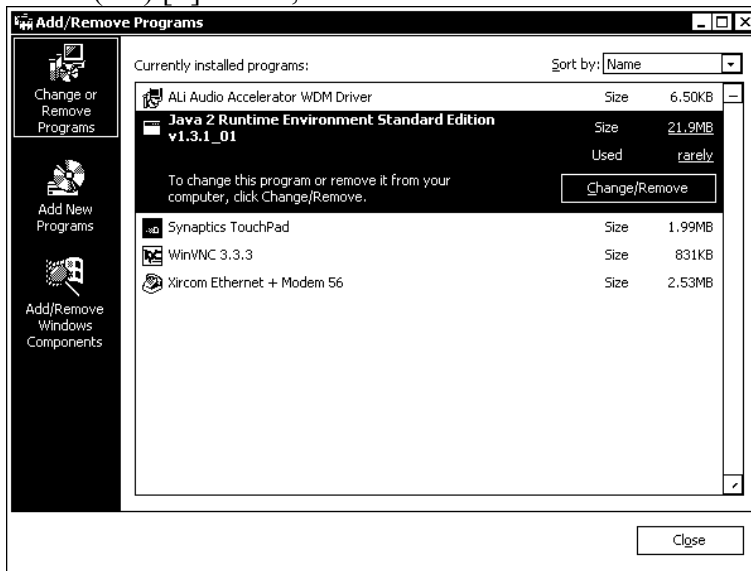 Add/Remove Programs
Change or
Remove
Programs
Add New
Programs
Add/Remove
Windows
Components
Currently installed programs:
Sort by: Name
ALi Audio Accelerator WDM Driver Size 6.50KB
Java 2 Runtime Environment Standard Edition
v1.3.1_01 Size 21.9MB
Used rarely
To change this program or remove it from your
computer, click Change/Remove.
Change/Remove
Synaptics TouchPad Size 1.99MB
WinVNC 3.3.3 Size 831KB
Xircom Ethernet + Modem 56 Size 2.53MB
Close